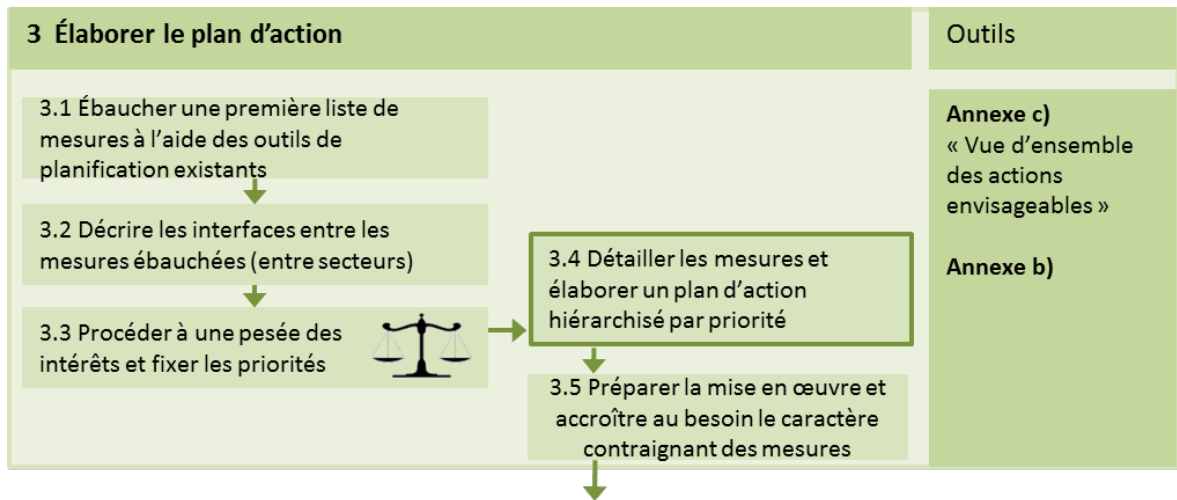 3 Élaborer le plan d’action
Outils
3.1 Ébaucher une première liste de
mesures à l’aide des outils de
planification existants
3.2 Décrire les interfaces entre les
mesures ébauchées (entre secteurs)
3.3 Procéder à une pesée des
intérêts et fixer les priorités
3.4 Détailler les mesures et
élaborer un plan d’action
hiérarchisé par priorité
3.5 Préparer la mise en œuvre et
accroître au besoin le caractère
contraignant des mesures
Annexe c)
« Vue d’ensemble
des actions
envisageables »
Annexe b)